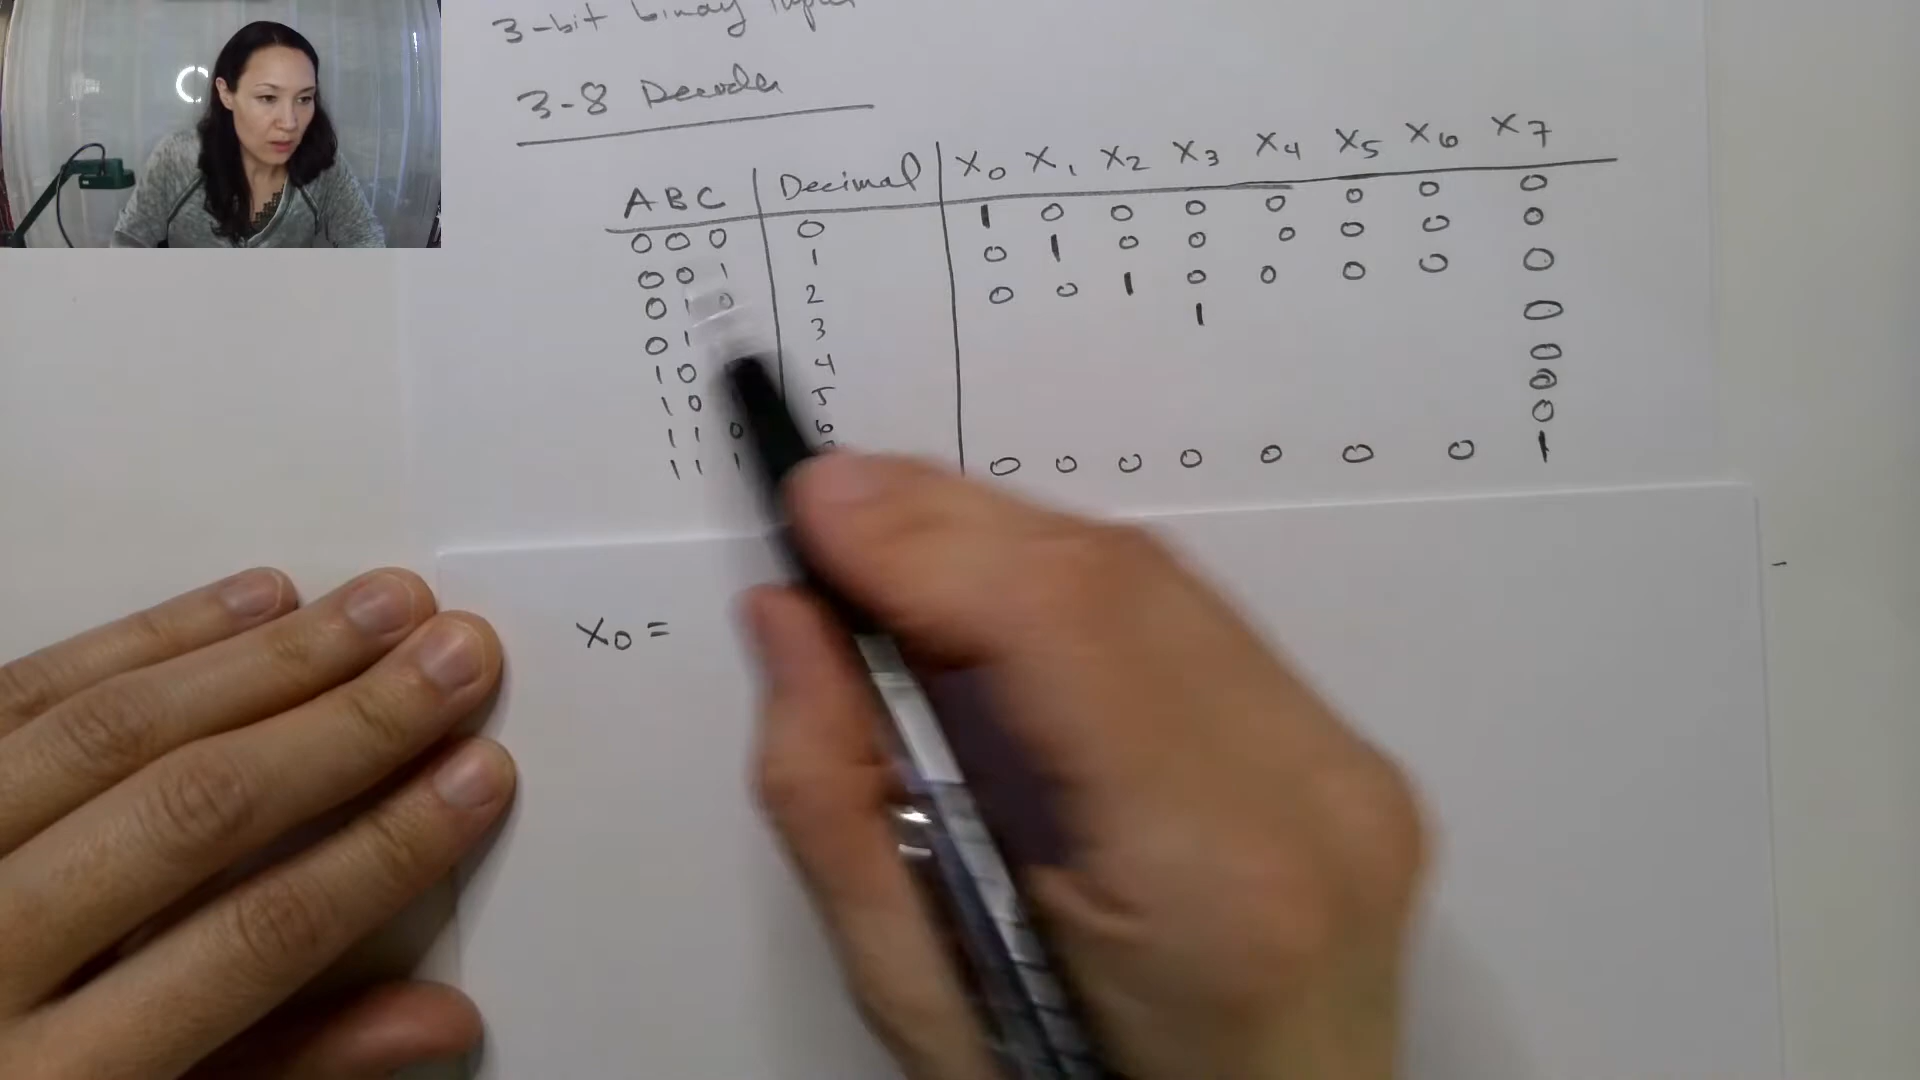 3-bit binary input
3-8 Decoder
A B C Decimal X0 X1 X2 X3 X4 X5 X6 X7
0 0 0 0 1 0 0 0 0 0 0 0
0 0 1 1 0 1 0 0 0 0 0 0
0 1 0 2 0 0 1 0 0 0 0 0
0 1 3 1 0
1 0 4 0
1 0 5 0
1 1 0 6 0
1 1 1 0 0 0 0 0 0 0 1
X0 =